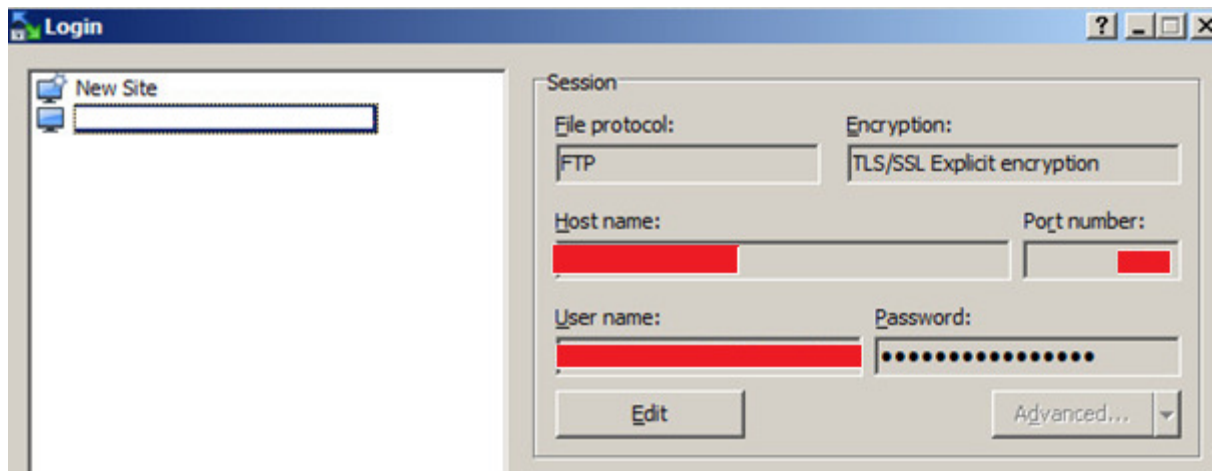 Login
New Site
Session
File protocol: Encryption:
FTP TLS/SSL Explicit encryption
Host name: Port number:
User name: Password:
••••••••••••••••
Edit Advanced...